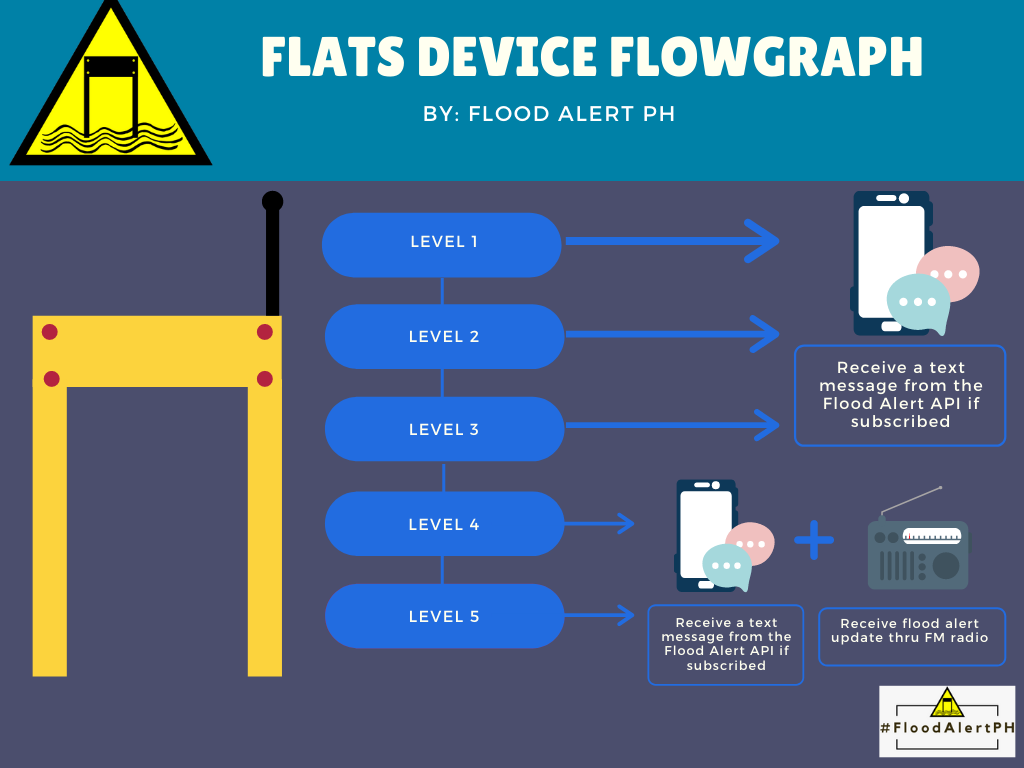 FLATS DEVICE FLOWGRAPH
BY: FLOOD ALERT PH
LEVEL 1
LEVEL 2
LEVEL 3
LEVEL 4
LEVEL 5
Receive a text
message from the
Flood Alert API if
subscribed
Receive a text
message from the
Flood Alert API if
subscribed
Receive flood alert
update thru FM radio
#FloodAlertPH